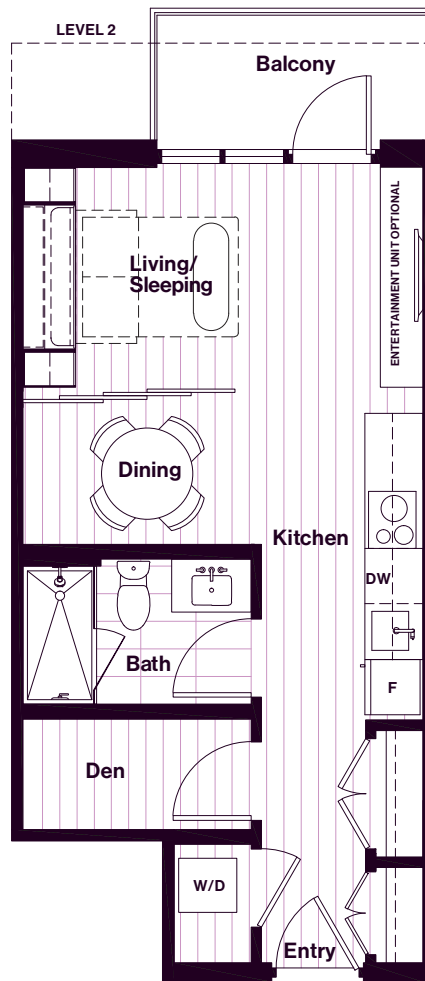 LEVEL 2
Balcony
Living/
Sleeping
ENTERTAINMENT UNIT OPTIONAL
Dining
Kitchen
DW
Bath
F
Den
W/D
Entry